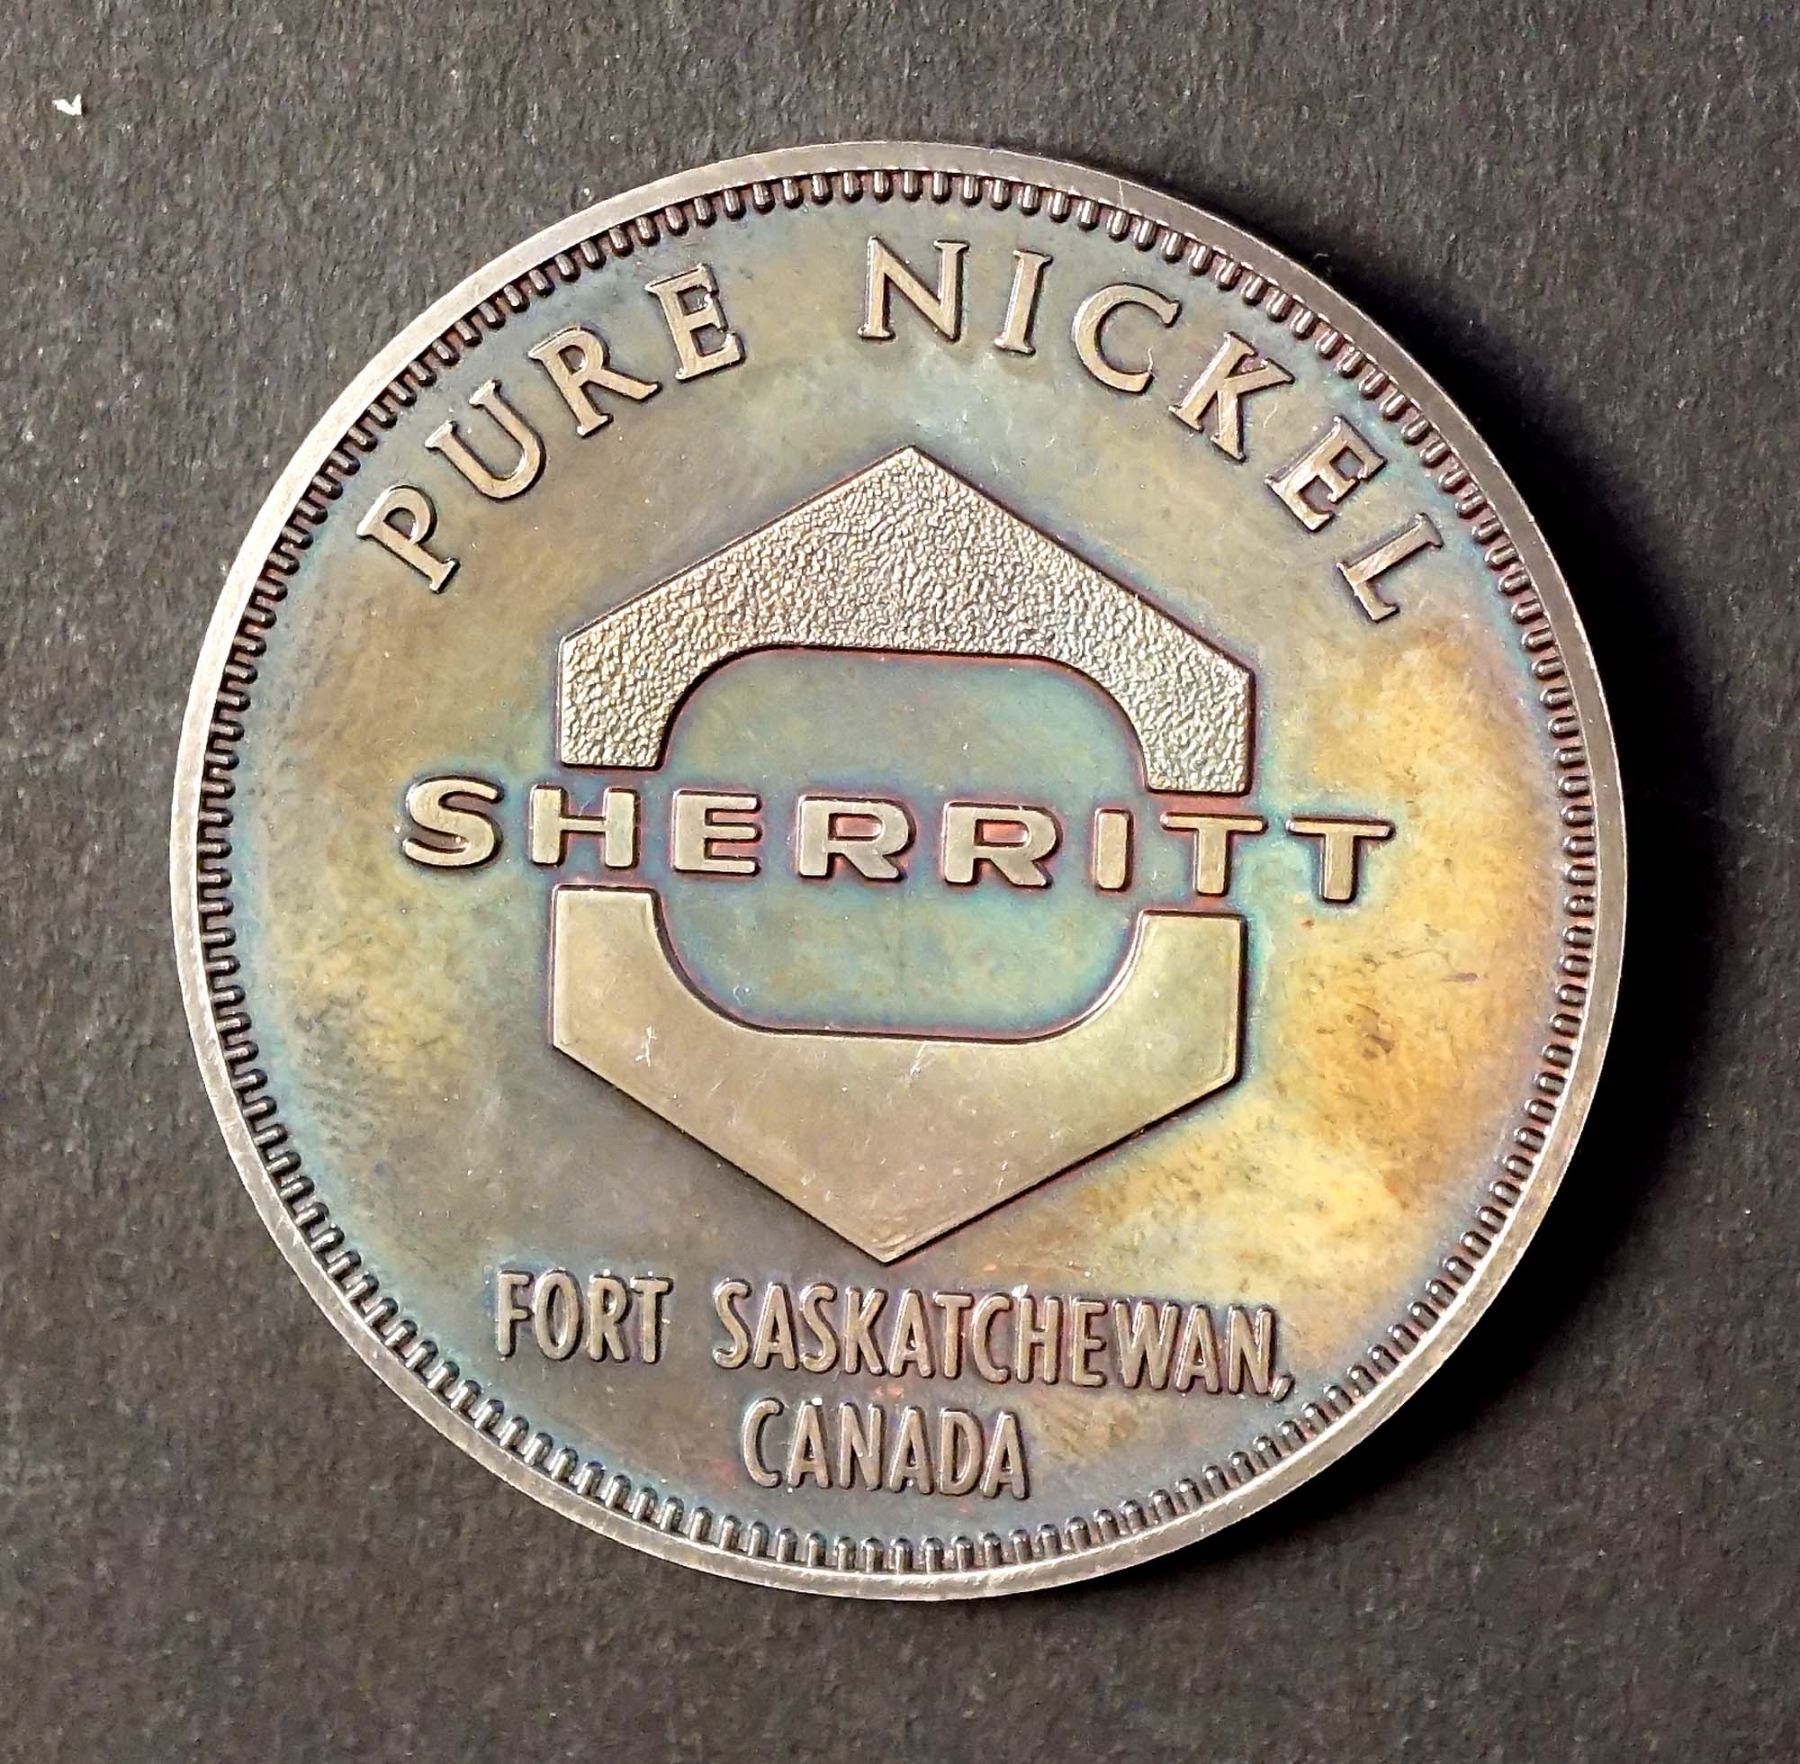 PURE NICKEL
SHERRITT
FORT SASKATCHEWAN,
CANADA